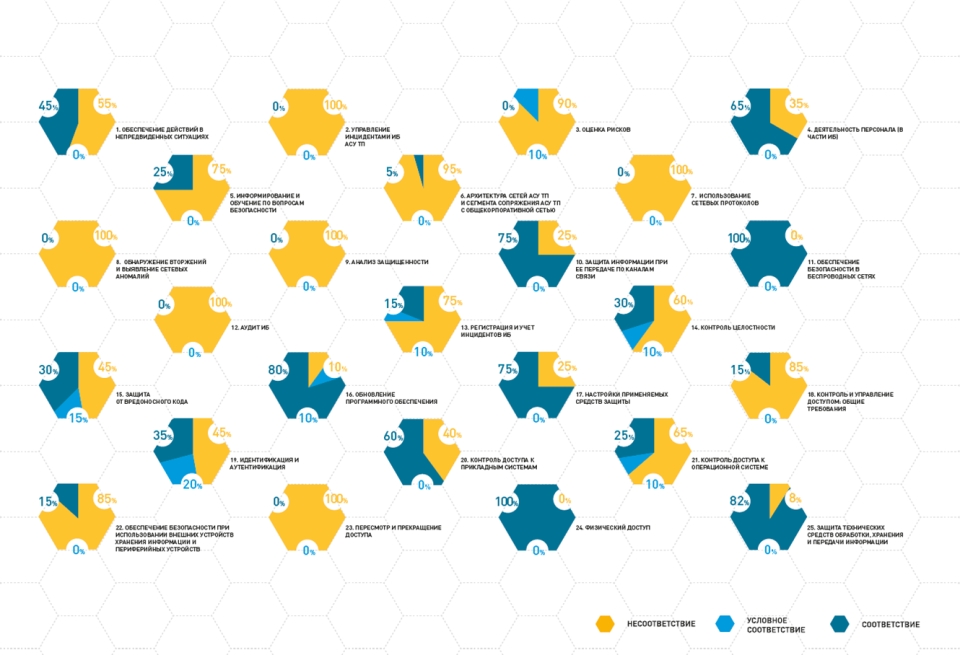 45%
55%
0%
1. ОБЕСПЕЧЕНИЕ ДЕЙСТВИЙ В
НЕПРЕДВИДЕННЫХ СИТУАЦИЯХ
0%
100%
0%
2. УПРАВЛЕНИЕ
ИНЦИДЕНТАМИ ИБ
АСУ ТП
0%
90%
10%
3. ОЦЕНКА РИСКОВ
65%
35%
0%
4. ДЕЯТЕЛЬНОСТЬ ПЕРСОНАЛА (В
ЧАСТИ ИБ)
25%
75%
0%
5. ИНФОРМИРОВАНИЕ И
ОБУЧЕНИЕ ПО ВОПРОСАМ
БЕЗОПАСНОСТИ
5%
95%
0%
6. АРХИТЕКТУРА СЕТЕЙ АСУ ТП
И СЕГМЕНТА СОПРЯЖЕНИЯ АСУ ТП
С ОБЩЕКОРПОРАТИВНОЙ СЕТЬЮ
0%
100%
0%
7. ИСПОЛЬЗОВАНИЕ
СЕТЕВЫХ ПРОТОКОЛОВ
0%
100%
0%
8. ОБНАРУЖЕНИЕ ВТОРЖЕНИЙ
И ВЫЯВЛЕНИЕ СЕТЕВЫХ
АНОМАЛИЙ
0%
100%
0%
9. АНАЛИЗ ЗАЩИЩЕННОСТИ
75%
25%
0%
10. ЗАЩИТА ИНФОРМАЦИИ ПРИ
ЕЕ ПЕРЕДАЧЕ ПО КАНАЛАМ
СВЯЗИ
100%
0%
0%
11. ОБЕСПЕЧЕНИЕ
БЕЗОПАСНОСТИ В
БЕСПРОВОДНЫХ СЕТЯХ
0%
100%
0%
12. АУДИТ ИБ
15%
75%
10%
13. РЕГИСТРАЦИЯ И УЧЕТ
ИНЦИДЕНТОВ ИБ
30%
60%
10%
14. КОНТРОЛЬ ЦЕЛОСТНОСТИ
30%
45%
15%
15. ЗАЩИТА
ОТ ВРЕДОНОСНОГО КОДА
80%
10%
10%
16. ОБНОВЛЕНИЕ
ПРОГРАММНОГО ОБЕСПЕЧЕНИЯ
75%
25%
0%
17. НАСТРОЙКИ ПРИМЕНЯЕМЫХ
СРЕДСТВ ЗАЩИТЫ
15%
85%
0%
18. КОНТРОЛЬ И УПРАВЛЕНИЕ
ДОСТУПОМ: ОБЩИЕ
ТРЕБОВАНИЯ
35%
45%
20%
19. ИДЕНТИФИКАЦИЯ И
АУТЕНТИФИКАЦИЯ
60%
40%
0%
20. КОНТРОЛЬ ДОСТУПА К
ПРИКЛАДНЫМ СИСТЕМАМ
25%
65%
10%
21. КОНТРОЛЬ ДОСТУПА К
ОПЕРАЦИОННОЙ СИСТЕМЕ
15%
85%
0%
22. ОБЕСПЕЧЕНИЕ БЕЗОПАСНОСТИ ПРИ
ИСПОЛЬЗОВАНИИ ВНЕШНИХ УСТРОЙСТВ
ХРАНЕНИЯ ИНФОРМАЦИИ И
ПЕРИФЕРИЙНЫХ УСТРОЙСТВ
0%
100%
0%
23. ПЕРЕСМОТР И ПРЕКРАЩЕНИЕ
ДОСТУПА
100%
0%
0%
24. ФИЗИЧЕСКИЙ ДОСТУП
82%
8%
0%
25. ЗАЩИТА ТЕХНИЧЕСКИХ
СРЕДСТВ ОБРАБОТКИ, ХРАНЕНИЯ
И ПЕРЕДАЧИ ИНФОРМАЦИИ
НЕСООТВЕТСТВИЕ
УСЛОВНОЕ
СООТВЕТСТВИЕ
СООТВЕТСТВИЕ